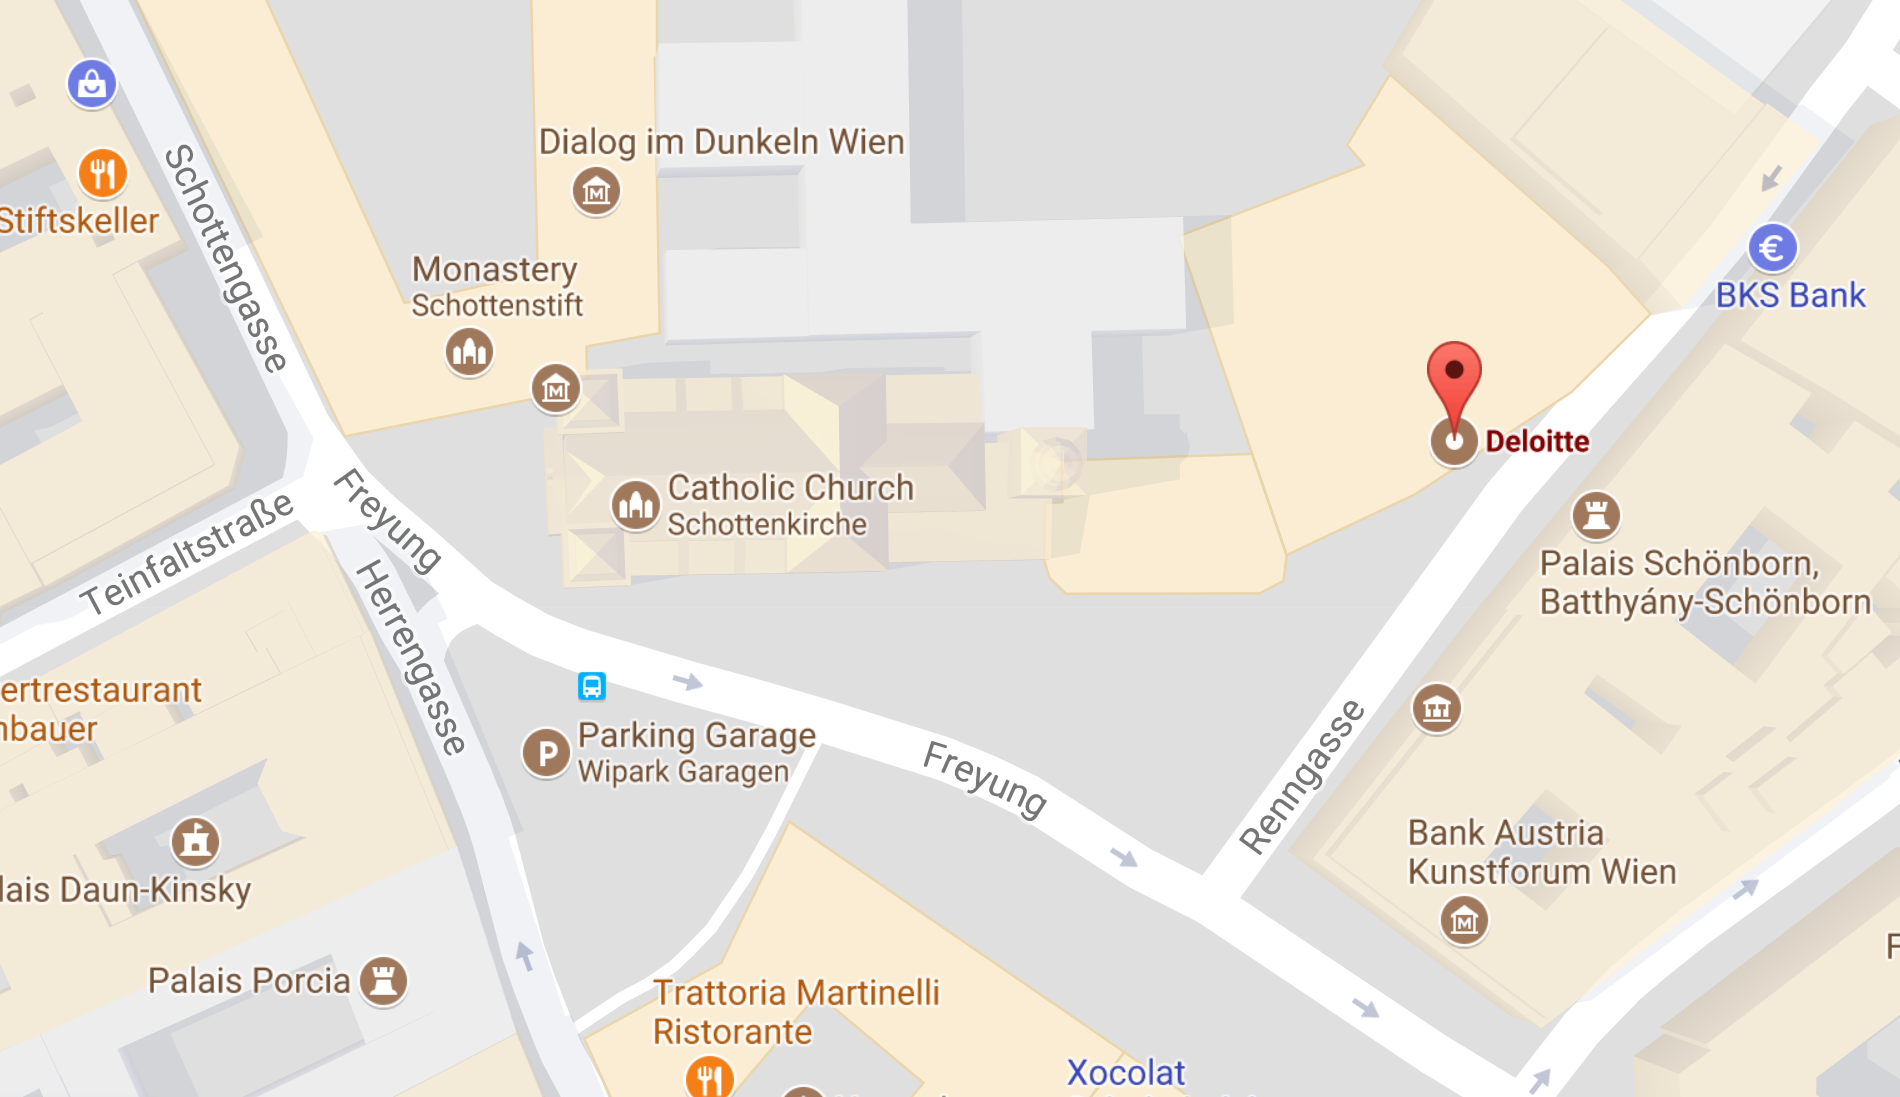 Dialog im Dunkeln Wien
Schottengasse
Stiftskeller
Monastery
Schottenstift
€
BKS Bank
Deloitte
Catholic Church
Schottenkirche
Freyung
Teinfaltstraße
Palais Schönborn,
Batthyány-Schönborn
Herrengasse
ertrestaurant
nbauer
P
Parking Garage
Wipark Garagen
Freyung
Renngasse
Bank Austria
Kunstforum Wien
M
M
M
lais Daun-Kinsky
Palais Porcia
F
Trattoria Martinelli
Ristorante
Xocolat